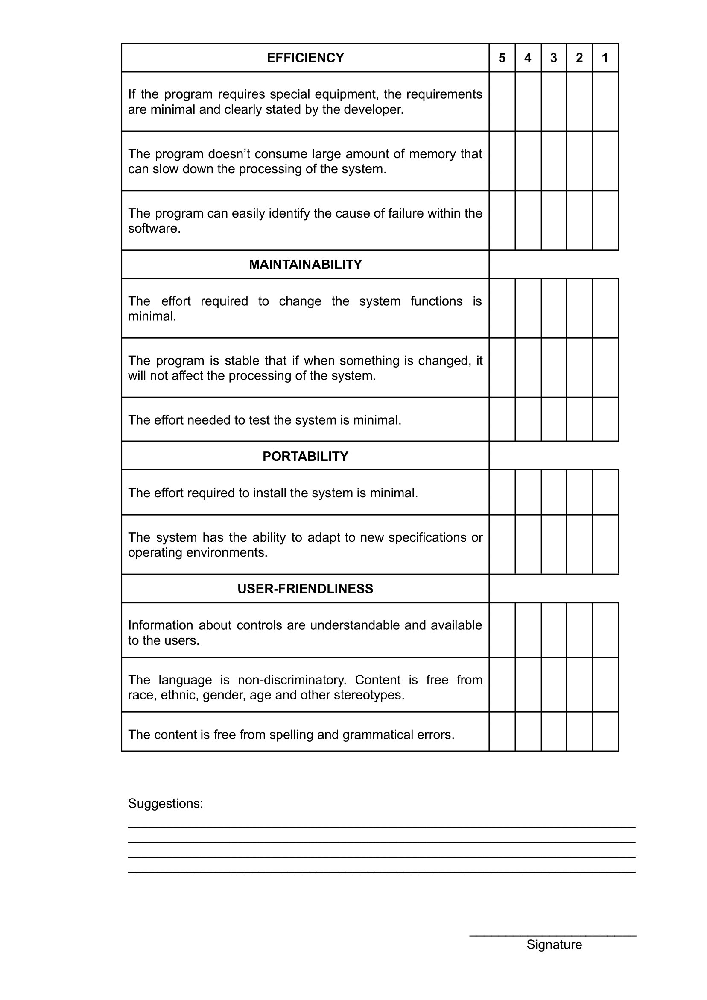 EFFICIENCY 5 4 3 2 1
If the program requires special equipment, the requirements
are minimal and clearly stated by the developer.
The program doesn’t consume large amount of memory that
can slow down the processing of the system.
The program can easily identify the cause of failure within the
software.
MAINTAINABILITY
The effort required to change the system functions is
minimal.
The program is stable that if when something is changed, it
will not affect the processing of the system.
The effort needed to test the system is minimal.
PORTABILITY
The effort required to install the system is minimal.
The system has the ability to adapt to new specifications or
operating environments.
USER-FRIENDLINESS
Information about controls are understandable and available
to the users.
The language is non-discriminatory. Content is free from
race, ethnic, gender, age and other stereotypes.
The content is free from spelling and grammatical errors.
Suggestions:
Signature